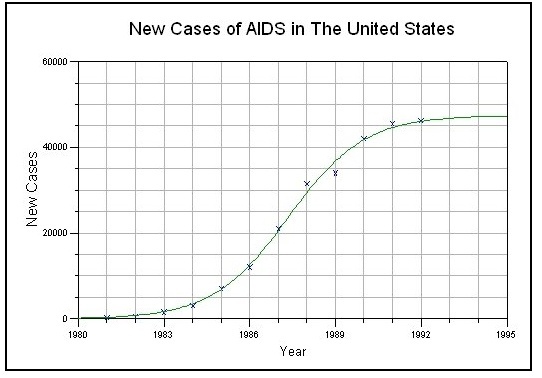 New Cases of AIDS in The United States
60000
40000
20000
0
New Cases
1980 1983 1986 1989 1992 1995
Year